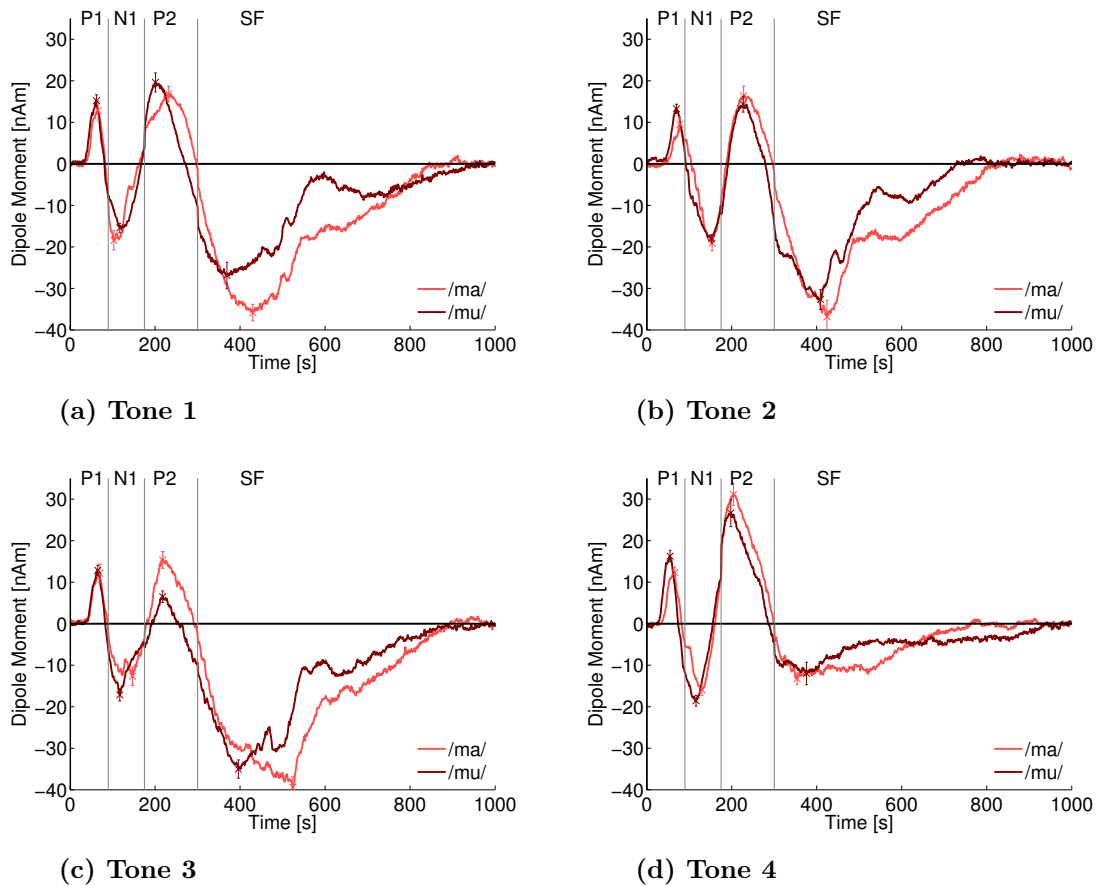 P1 N1 P2 SF
30
20
10
0
−10
−20
−30
−40
Dipole Moment [nAm]
/ma/
/mu/
0 200 400 600 800 1000
Time [s]
(a) Tone 1
P1 N1 P2 SF
30
20
10
0
−10
−20
−30
−40
Dipole Moment [nAm]
/ma/
/mu/
0 200 400 600 800 1000
Time [s]
(b) Tone 2
P1 N1 P2 SF
30
20
10
0
−10
−20
−30
−40
Dipole Moment [nAm]
/ma/
/mu/
0 200 400 600 800 1000
Time [s]
(c) Tone 3
P1 N1 P2 SF
30
20
10
0
−10
−20
−30
−40
Dipole Moment [nAm]
/ma/
/mu/
0 200 400 600 800 1000
Time [s]
(d) Tone 4